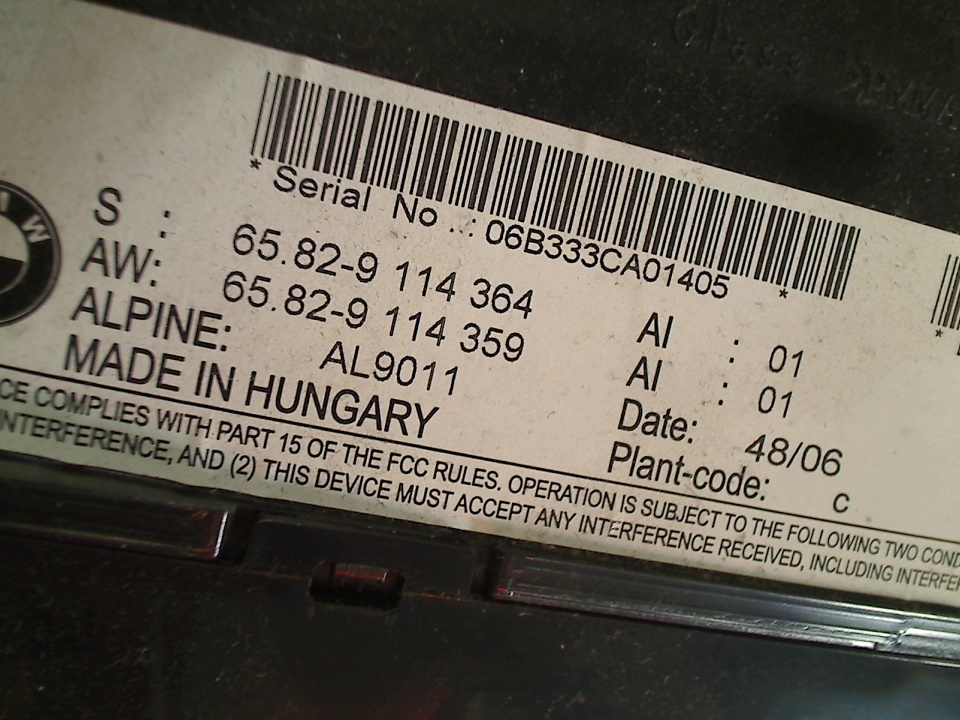 * Serial No .: 06B333CA01405 *
S : 65.82-9 114 364 AI : 01
AW: 65.82-9 114 359 AI : 01
ALPINE: AL9011 Date: 48/06
MADE IN HUNGARY Plant-code: c
CE COMPLIES WITH PART 15 OF THE FCC RULES. OPERATION IS SUBJECT TO THE FOLLOWING TWO COND
NTERFERENCE, AND (2) THIS DEVICE MUST ACCEPT ANY INTERFERENCE RECEIVED, INCLUDING INTERFE